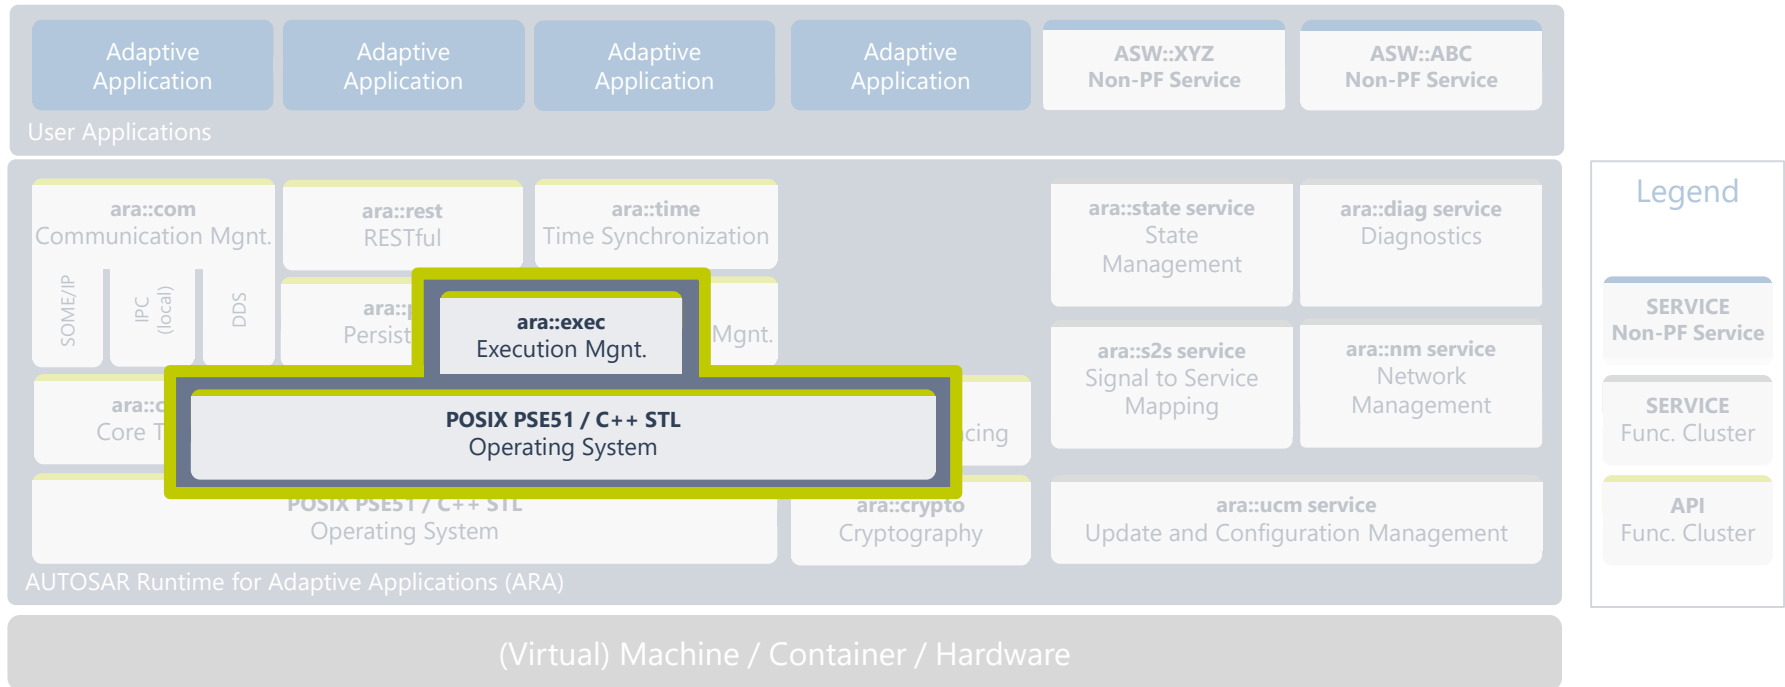 Adaptive
Application
Adaptive
Application
Adaptive
Application
Adaptive
Application
ASW::XYZ
Non-PF Service
ASW::ABC
Non-PF Service
User Applications
ara::com
Communication Mgnt.
SOME/IP
IPC
(local)
DDS
ara::rest
RESTful
ara::time
Time Synchronization
ara::state service
State
Management
ara::diag service
Diagnostics
ara::p
Persist
ara::exec
Execution Mgnt.
Mgnt.
ara::s2s service
Signal to Service
Mapping
ara::nm service
Network
Management
ara::c
Core T
POSIX PSE51 / C++ STL
Operating System
cing
POSIX PSE51 / C++ STL
Operating System
ara::crypto
Cryptography
ara::ucm service
Update and Configuration Management
AUTOSAR Runtime for Adaptive Applications (ARA)
(Virtual) Machine / Container / Hardware
Legend
SERVICE
Non-PF Service
SERVICE
Func. Cluster
API
Func. Cluster